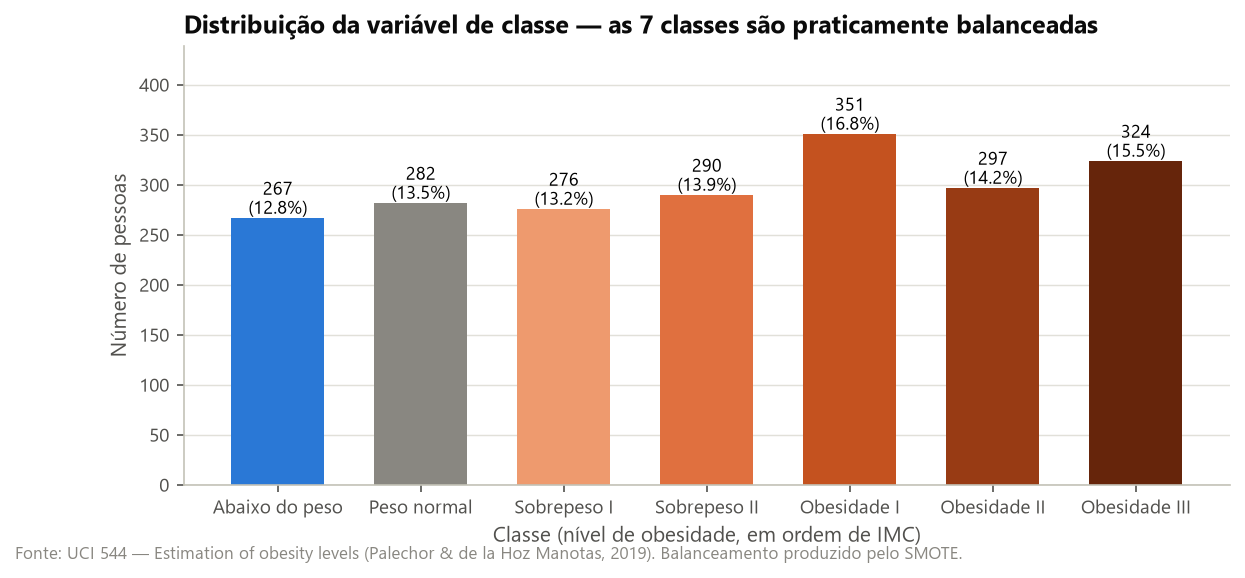 Distribuição da variável de classe — as 7 classes são praticamente balanceadas
Número de pessoas
400
350
300
250
200
150
100
50
0
267
(12.8%)
282
(13.5%)
276
(13.2%)
290
(13.9%)
351
(16.8%)
297
(14.2%)
324
(15.5%)
Abaixo do peso
Peso normal
Sobrepeso I
Sobrepeso II
Obesidade I
Obesidade II
Obesidade III
Classe (nível de obesidade, em ordem de IMC)
Fonte: UCI 544 — Estimation of obesity levels (Palechor & de la Hoz Manotas, 2019). Balanceamento produzido pelo SMOTE.